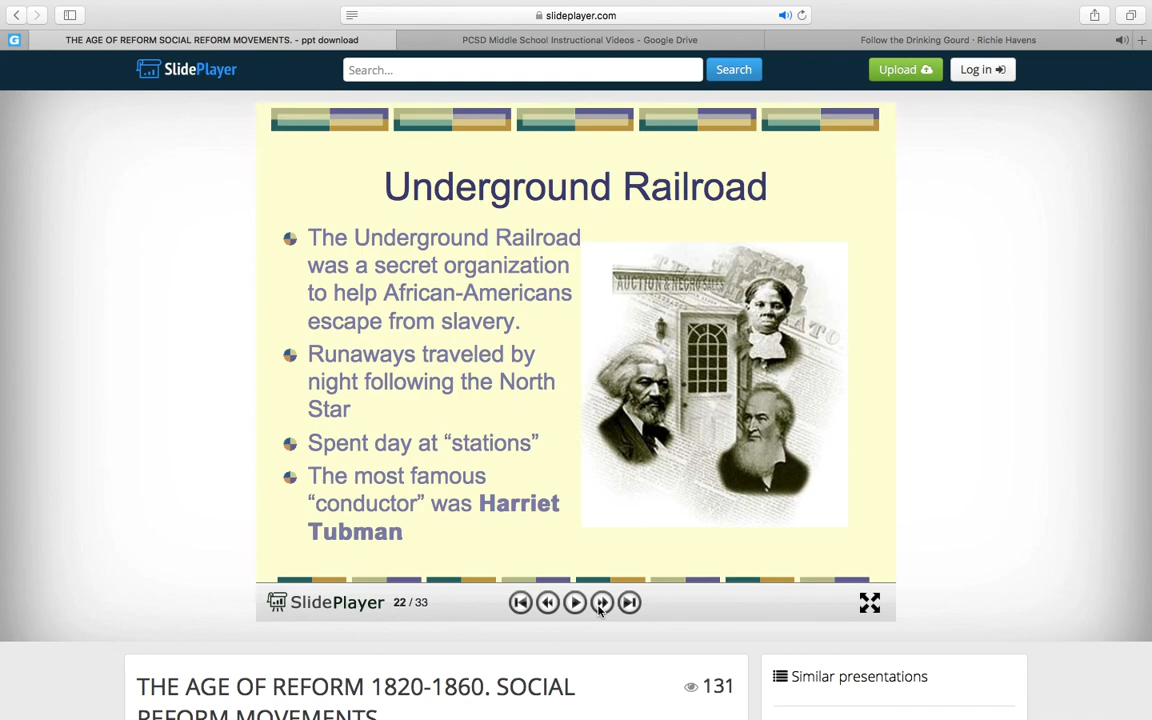 slideplayer.com
THE AGE OF REFORM SOCIAL REFORM MOVEMENTS. - ppt download
PCSD Middle School Instructional Videos - Google Drive
Follow the Drinking Gourd - Richie Havens
SlidePlayer
Search...
Search
Upload
Log in
Underground Railroad
The Underground Railroad
was a secret organization
to help African-Americans
escape from slavery.
Runaways traveled by
night following the North
Star
Spent day at “stations”
The most famous
“conductor” was Harriet
Tubman
AUCTION & NEGRO SALES
SlidePlayer
22 / 33
THE AGE OF REFORM 1820-1860. SOCIAL
REFORM MOVEMENTS
131
Similar presentations